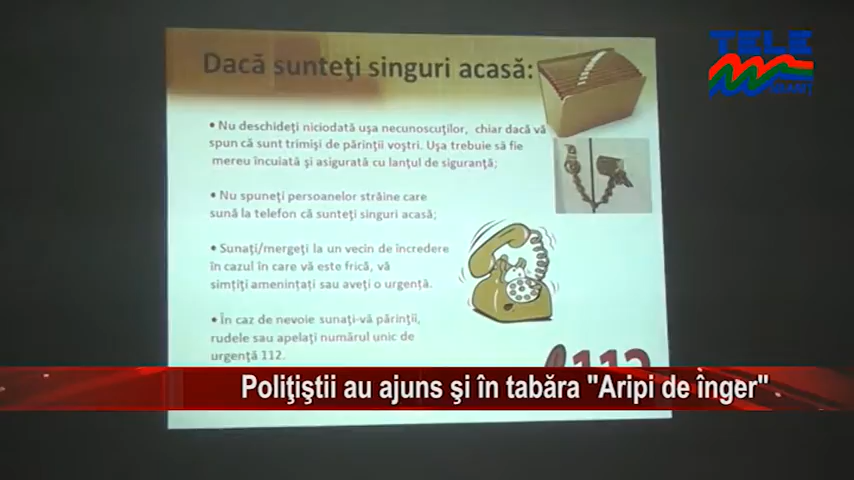 TELE
NEAMŢ
Dacă sunteţi singuri acasă:
• Nu deschideţi niciodată uşa necunoscuţilor, chiar dacă vă
spun că sunt trimişi de părinţii voştri. Uşa trebuie să fie
mereu încuiată şi asigurată cu lanţul de siguranţă;
• Nu spuneţi persoanelor străine care
sună la telefon că sunteţi singuri acasă;
• Sunaţi/mergeţi la un vecin de încredere
în cazul în care vă este frică, vă
simţiţi ameninţaţi sau aveţi o urgenţă.
• În caz de nevoie sunaţi-vă părinţii,
rudele sau apelaţi numărul unic de
urgenţă 112.
112
Poliţiştii au ajuns şi în tabăra "Aripi de înger"